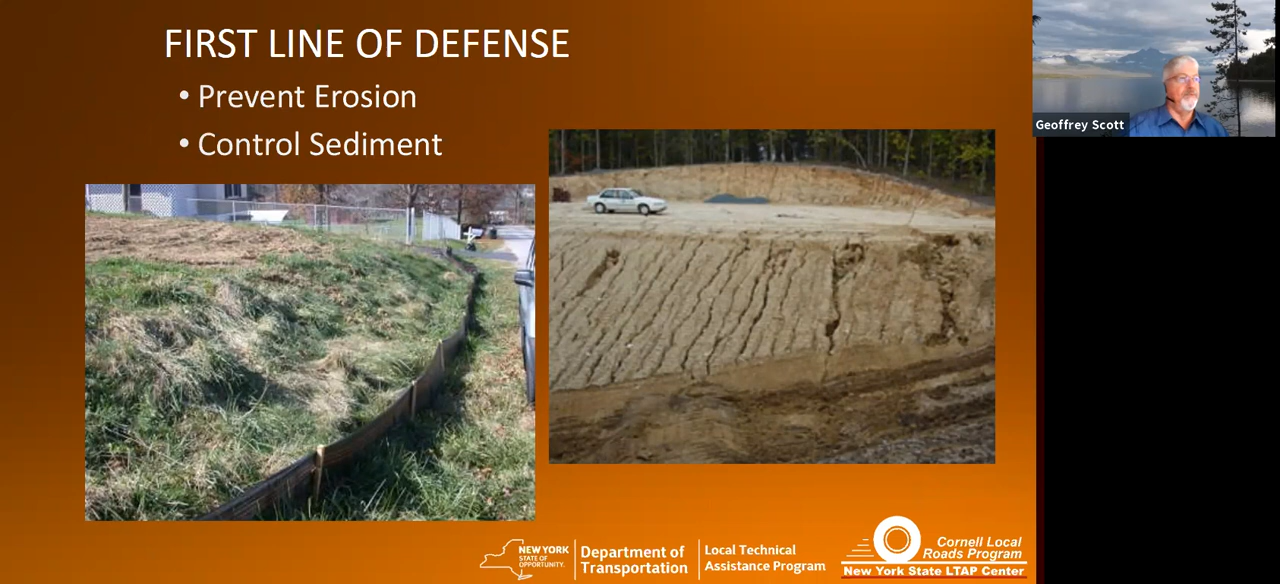 FIRST LINE OF DEFENSE
• Prevent Erosion
• Control Sediment
Geoffrey Scott
NEW YORK
STATE OF
OPPORTUNITY.
Department of
Transportation
Local Technical
Assistance Program
Cornell Local
Roads Program
New York State LTAP Center